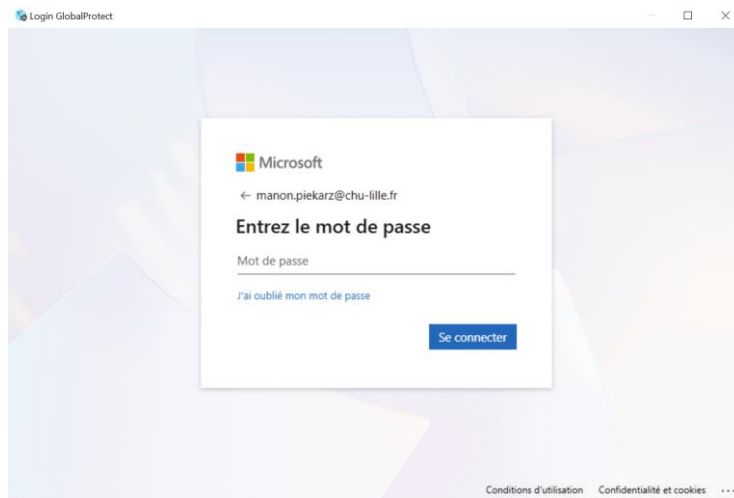 Login GlobalProtect
Microsoft
← manon.piekarz@chu-lille.fr
Entrez le mot de passe
Mot de passe
J'ai oublié mon mot de passe
Se connecter
Conditions d'utilisation Confidentialité et cookies ...